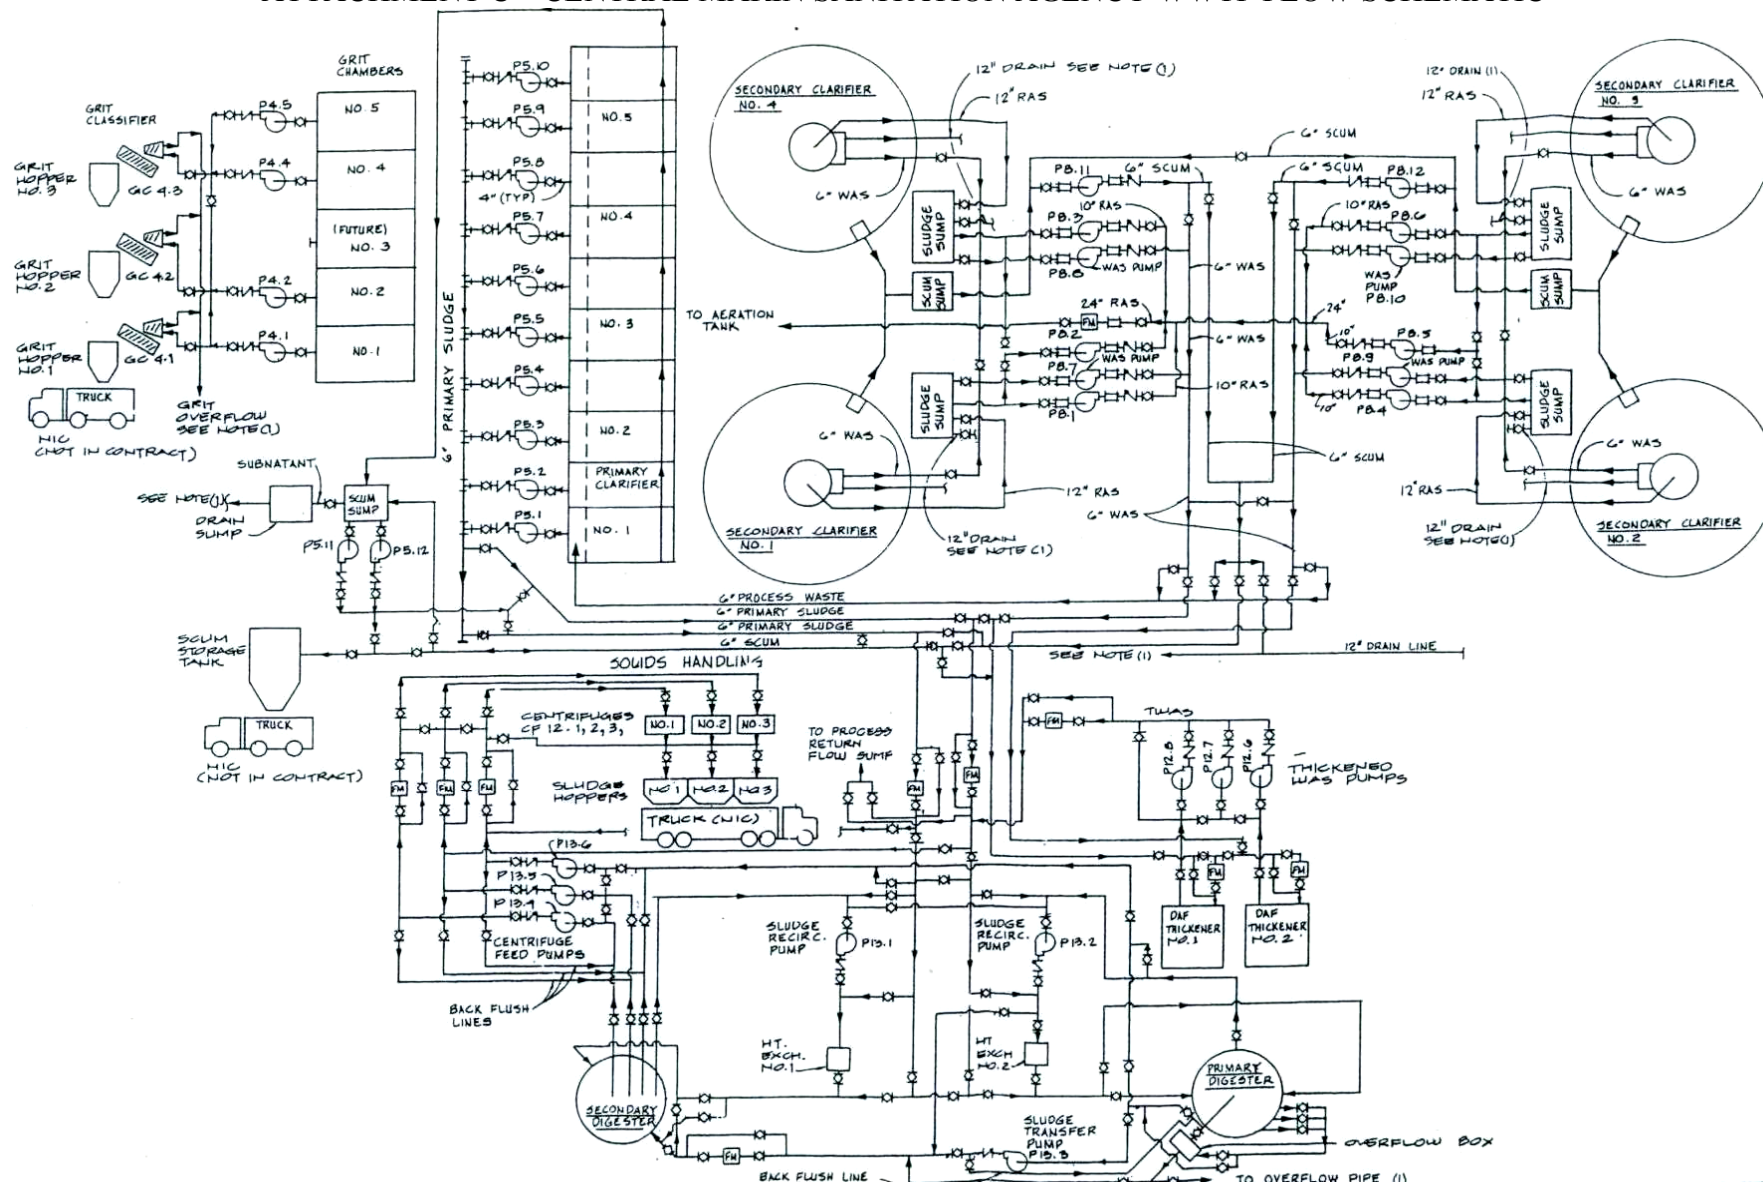 GRIT
CHAMBERS
NO. 5
NO. 4
(FUTURE)
NO. 3
NO. 2
NO. 1
P4.5
P4.4
P4.2
P4.1
GRIT
CLASSIFIER
GC 4.3
GC 4.2
GC 4.1
GRIT
HOPPER
NO. 3
GRIT
HOPPER
NO. 2
GRIT
HOPPER
NO. 1
TRUCK
NIC
(NOT IN CONTRACT)
GRIT
OVERFLOW
SEE NOTE(1)
SUBNATANT
SEE NOTE(1)
DRAIN
SUMP
SCUM
SUMP
P5.11
P5.12
6" PRIMARY SLUDGE
P5.10
P5.9
P5.8
4" (TYP)
P5.7
P5.6
P5.5
P5.4
P5.3
P5.2
P5.1
NO. 5
NO. 4
NO. 3
NO. 2
PRIMARY
CLARIFIER
NO. 1
SECONDARY CLARIFIER
NO. 4
12" DRAIN SEE NOTE (1)
12" RAS
6" WAS
SLUDGE
SUMP
SCUM
SUMP
P8.11
6" SCUM
10" RAS
P8.3
P8.8
WAS PUMP
24" RAS
FM
TO AERATION
TANK
P8.2
WAS PUMP
P8.7
10" RAS
P8.1
SLUDGE
SUMP
6" WAS
12" RAS
12" DRAIN
SEE NOTE (1)
SECONDARY CLARIFIER
NO. 1
6" SCUM
6" SCUM
6" WAS
6" WAS
6" SCUM
6" WAS
12" DRAIN (1)
12" RAS
SECONDARY CLARIFIER
6" WAS
P8.12
10" RAS
P8.6
WAS
PUMP
P8.10
SLUDGE
SUMP
SCUM
SUMP
24"
10"
P8.5
P8.9
WAS PUMP
10"
P8.4
SLUDGE
SUMP
6" WAS
12" RAS
12" DRAIN
SEE NOTE(1)
SECONDARY CLARIFIER
NO. 2
6" PROCESS WASTE
6" PRIMARY SLUDGE
6" PRIMARY SLUDGE
6" SCUM
SEE NOTE (1)
12" DRAIN LINE
SCUM
STORAGE
TANK
TRUCK
NIC
(NOT IN CONTRACT)
SOLIDS HANDLING
CENTRIFUGES
CF 12.1, 2, 3,
NO. 1
NO. 2
NO. 3
SLUDGE
HOPPERS
NO 1
NO. 2
NO 3
TRUCK (NIC)
FM
FM
FM
TO PROCESS
RETURN
FLOW SUMP
FM
FM
FM
TWAS
P12.8
P12.7
P12.6
THICKENED
WAS PUMPS
FM
FM
DAF
THICKENER
NO. 1
DAF
THICKENER
NO. 2
P13.6
P13.5
P13.4
CENTRIFUGE
FEED PUMPS
BACK FLUSH
LINES
SLUDGE
RECIRC.
PUMP
P13.1
SLUDGE
RECIRC.
PUMP
P13.2
HT.
EXCH.
NO. 1
HT
EXCH
NO. 2
SECONDARY
DIGESTER
PRIMARY
DIGESTER
SLUDGE
TRANSFER
PUMP
P13.3
FM
OVERFLOW BOX
BACK FLUSH LINE
TO OVERFLOW PIPE (1)